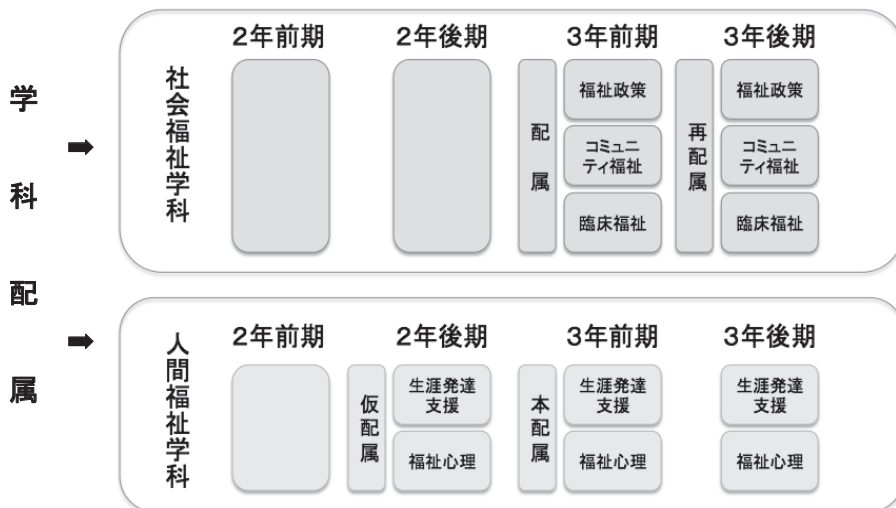 学科配属
社会福祉学科
2年前期
2年後期
3年前期
3年後期
配属
福祉政策
コミュニ
ティ福祉
臨床福祉
再配属
福祉政策
コミュニ
ティ福祉
臨床福祉
人間福祉学科
2年前期
2年後期
3年前期
3年後期
仮配属
生涯発達
支援
福祉心理
本配属
生涯発達
支援
福祉心理
生涯発達
支援
福祉心理